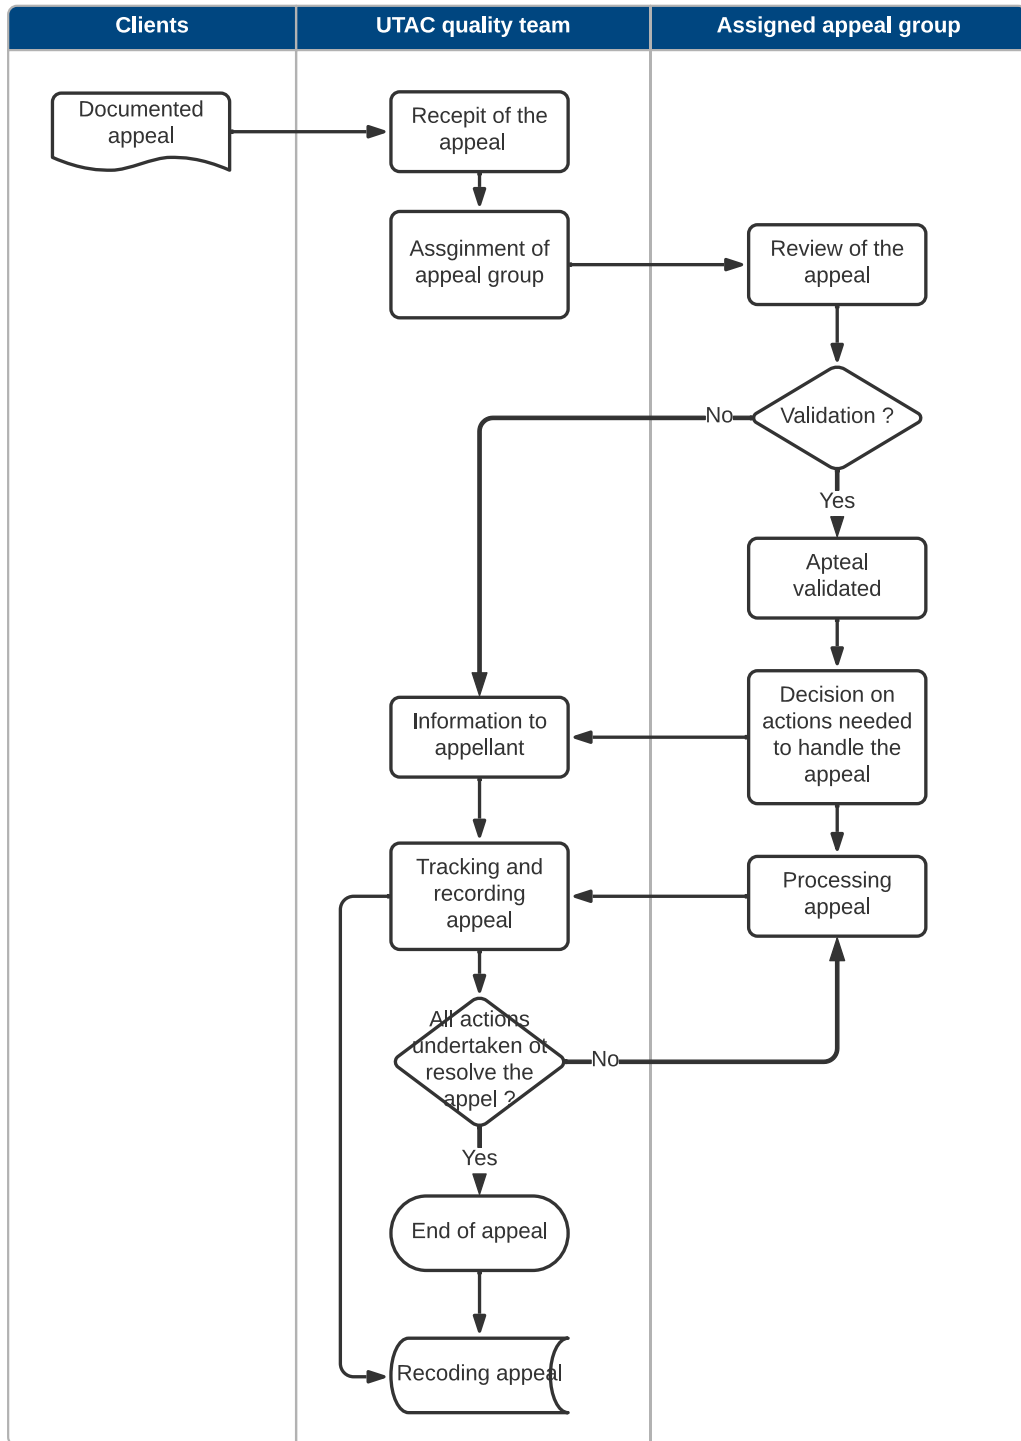 Clients
UTAC quality team
Assigned appeal group
Documented
appeal
Recepit of the
appeal
Assginment of
appeal group
Review of the
appeal
Validation ?
No
Yes
Apteal
validated
Decision on
actions needed
to handle the
appeal
Information to
appellant
Tracking and
recording
appeal
Processing
appeal
All actions
undertaken ot
resolve the
appel ?
No
Yes
End of appeal
Recoding appeal